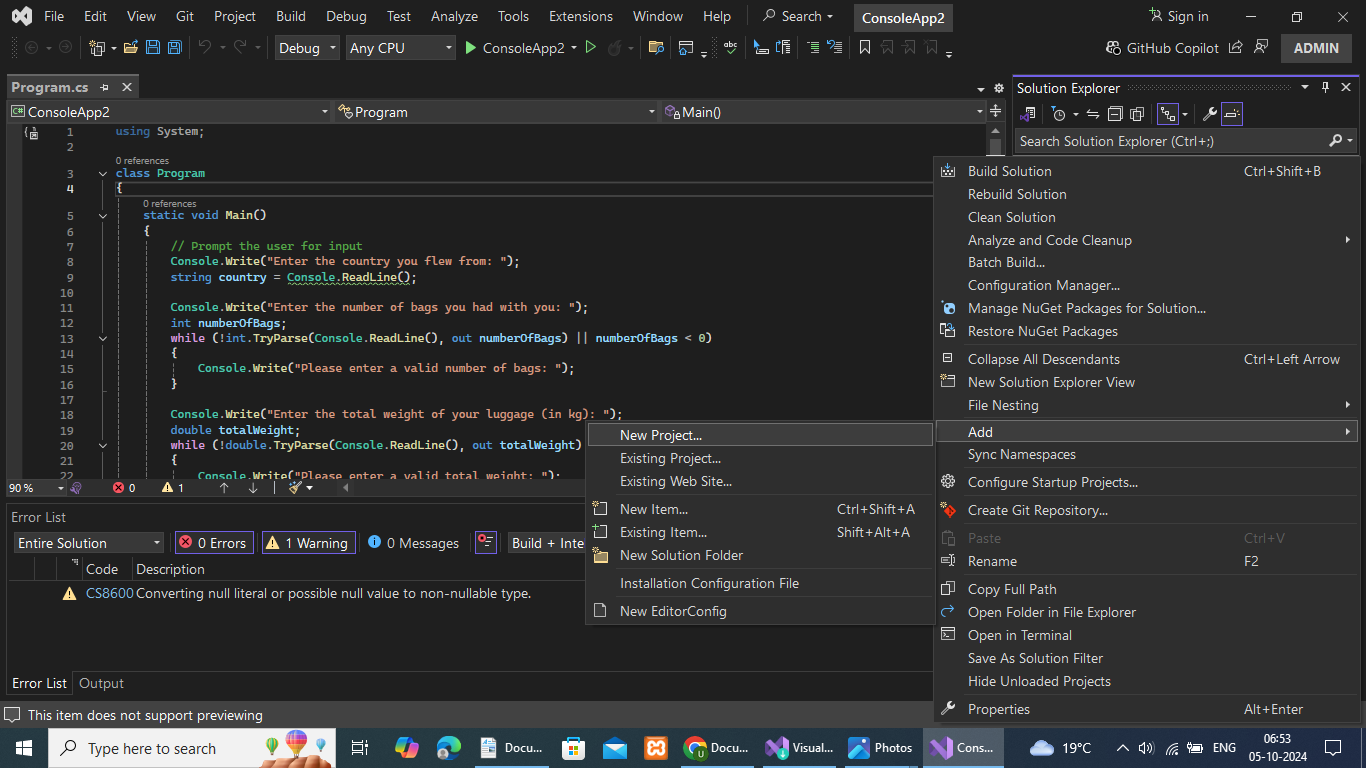 File Edit View Git Project Build Debug Test Analyze Tools Extensions Window Help Search ConsoleApp2 Sign in
Debug Any CPU ConsoleApp2 GitHub Copilot ADMIN
Program.cs
ConsoleApp2 Program Main()
1 using System;
2
0 references
3 class Program
4 {
0 references
5 static void Main()
6 {
7 // Prompt the user for input
8 Console.Write("Enter the country you flew from: ");
9 string country = Console.ReadLine();
10
11 Console.Write("Enter the number of bags you had with you: ");
12 int numberOfBags;
13 while (!int.TryParse(Console.ReadLine(), out numberOfBags) || numberOfBags < 0)
14 {
15 Console.Write("Please enter a valid number of bags: ");
16 }
17
18 Console.Write("Enter the total weight of your luggage (in kg): ");
19 double totalWeight;
20 while (!double.TryParse(Console.ReadLine(), out totalWeight)
21 {
22 Console.Write("Please enter a valid total weight: ");
90 % 0 1
Error List
Entire Solution 0 Errors 1 Warning 0 Messages Build + Inte
Code Description
CS8600 Converting null literal or possible null value to non-nullable type.
Error List Output
This item does not support previewing
Solution Explorer
Search Solution Explorer (Ctrl+;)
Build Solution Ctrl+Shift+B
Rebuild Solution
Clean Solution
Analyze and Code Cleanup
Batch Build...
Configuration Manager...
Manage NuGet Packages for Solution...
Restore NuGet Packages
Collapse All Descendants Ctrl+Left Arrow
New Solution Explorer View
File Nesting
Add
Sync Namespaces
Configure Startup Projects...
Create Git Repository...
Paste Ctrl+V
Rename F2
Copy Full Path
Open Folder in File Explorer
Open in Terminal
Save As Solution Filter
Hide Unloaded Projects
Properties Alt+Enter
New Project...
Existing Project...
Existing Web Site...
New Item... Ctrl+Shift+A
Existing Item... Shift+Alt+A
New Solution Folder
Installation Configuration File
New EditorConfig
Type here to search Docu... Docu... Visual... Photos Cons... 19°C ENG 06:53
05-10-2024